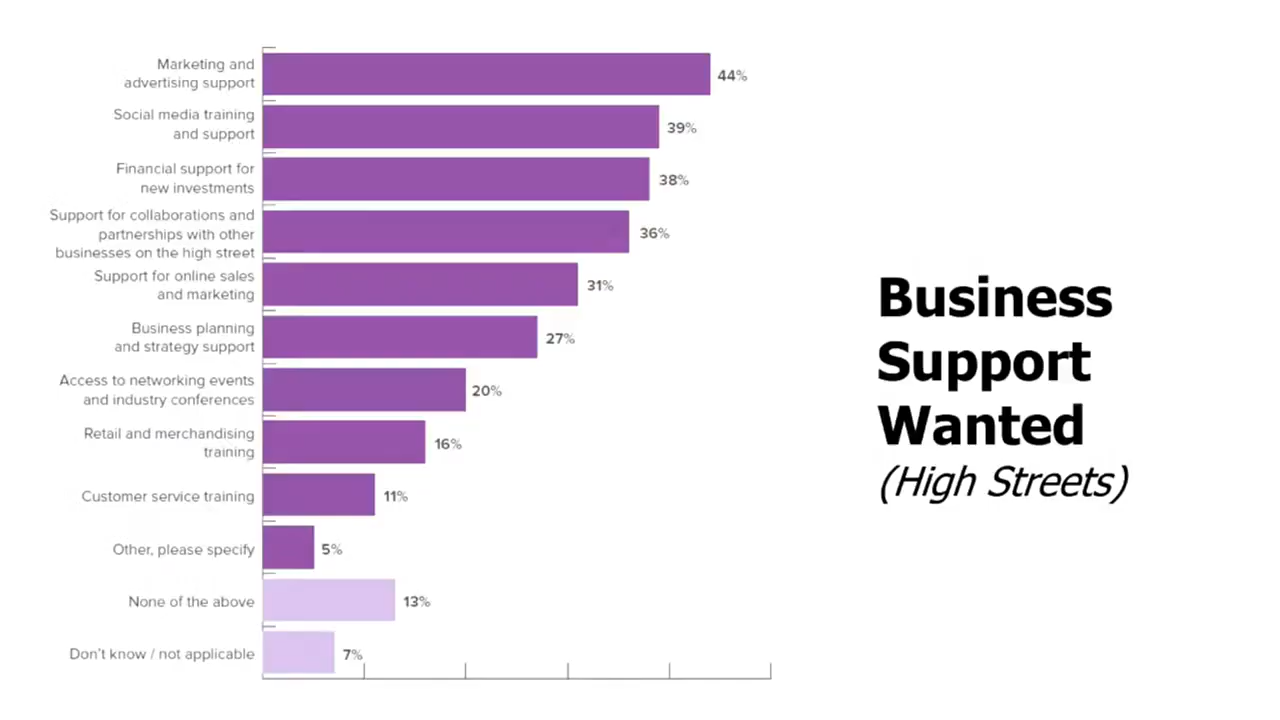 Marketing and
advertising support
44%
Social media training
and support
39%
Financial support for
new investments
38%
Support for collaborations and
partnerships with other
businesses on the high street
36%
Support for online sales
and marketing
31%
Business planning
and strategy support
27%
Access to networking events
and industry conferences
20%
Retail and merchandising
training
16%
Customer service training
11%
Other, please specify
5%
None of the above
13%
Don't know / not applicable
7%
Business
Support
Wanted
(High Streets)